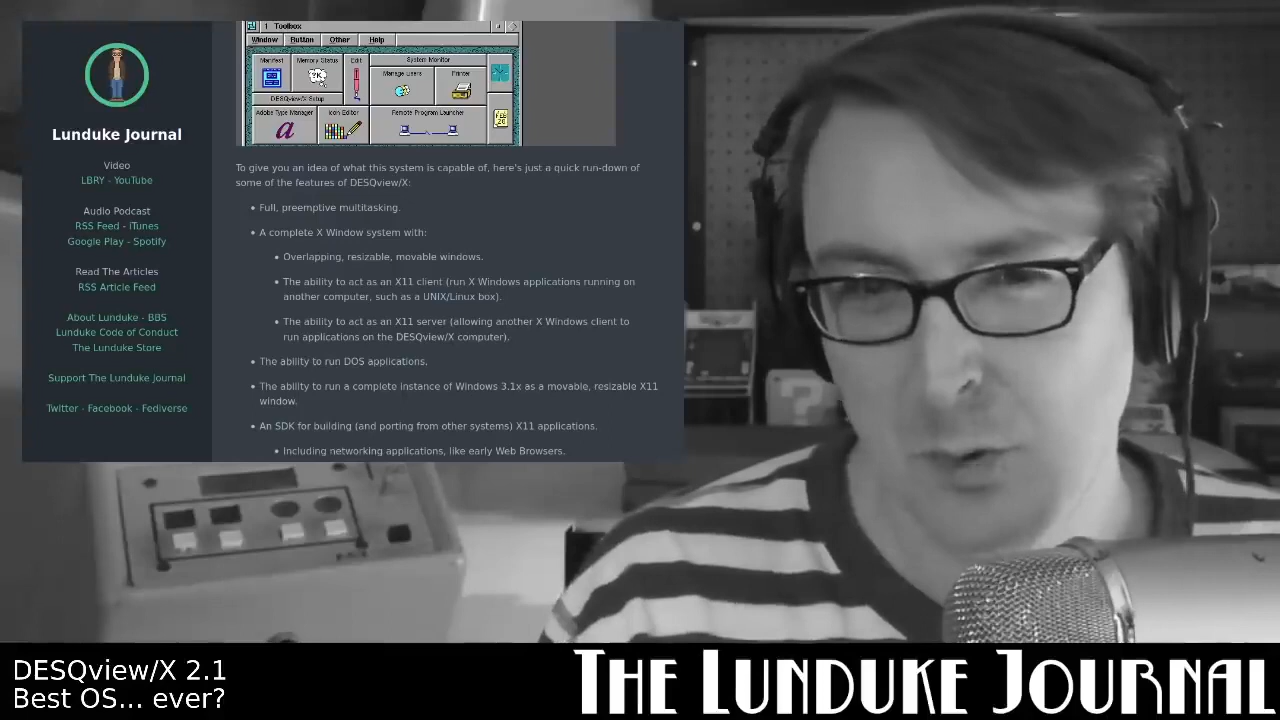 Lunduke Journal
Video
LBRY - YouTube
Audio Podcast
RSS Feed - iTunes
Google Play - Spotify
Read The Articles
RSS Article Feed
About Lunduke - BBS
Lunduke Code of Conduct
The Lunduke Store
Support The Lunduke Journal
Twitter - Facebook - Fediverse
1 Toolbox
Window Button Other Help
Manifest Memory Status Edit System Monitor
Manage Users Printer
DESQview/X Setup
Adobe Type Manager Icon Editor Remote Program Launcher
FEB
To give you an idea of what this system is capable of, here's just a quick run-down of
some of the features of DESQview/X:
• Full, preemptive multitasking.
• A complete X Window system with:
• Overlapping, resizable, movable windows.
• The ability to act as an X11 client (run X Windows applications running on
another computer, such as a UNIX/Linux box).
• The ability to act as an X11 server (allowing another X Windows client to
run applications on the DESQview/X computer).
• The ability to run DOS applications.
• The ability to run a complete instance of Windows 3.1x as a movable, resizable X11
window.
• An SDK for building (and porting from other systems) X11 applications.
• Including networking applications, like early Web Browsers.
?
DESQview/X 2.1
Best OS... ever?
THE LUNDUKE JOURNAL